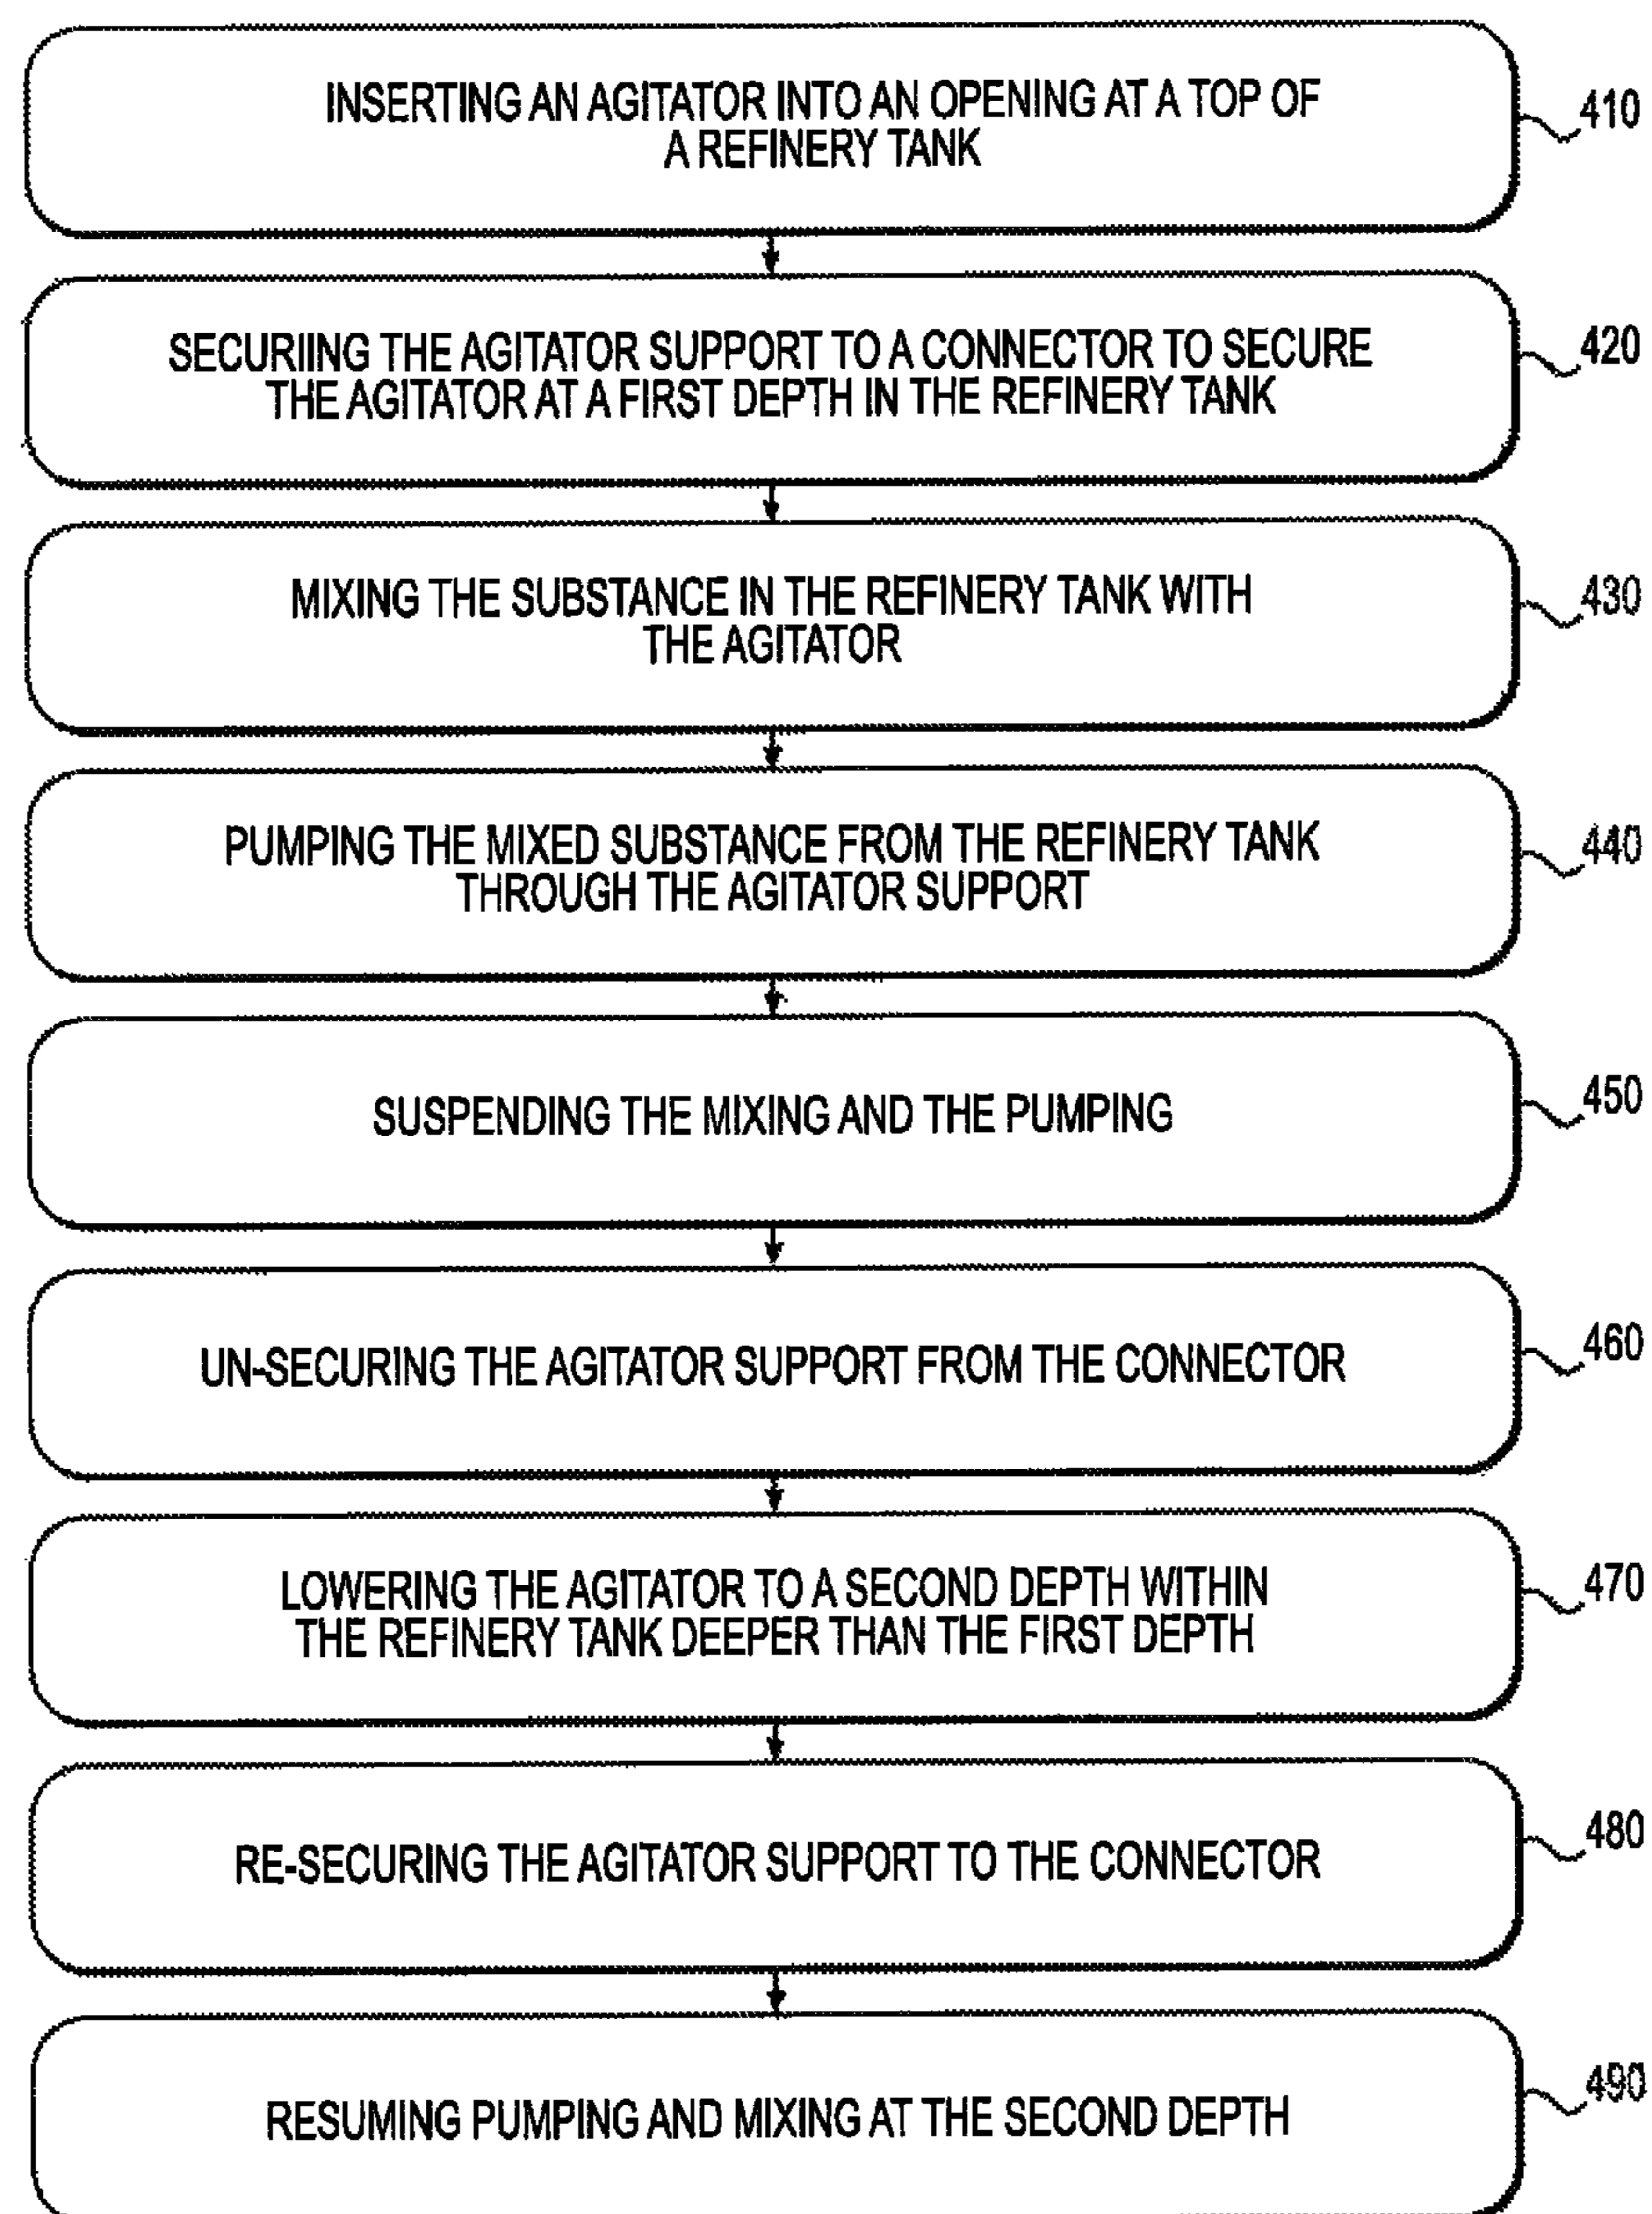 INSERTING AN AGITATOR INTO AN OPENING AT A TOP OF
A REFINERY TANK
410
SECURIING THE AGITATOR SUPPORT TO A CONNECTOR TO SECURE
THE AGITATOR AT A FIRST DEPTH IN THE REFINERY TANK
420
MIXING THE SUBSTANCE IN THE REFINERY TANK WITH
THE AGITATOR
430
PUMPING THE MIXED SUBSTANCE FROM THE REFINERY TANK
THROUGH THE AGITATOR SUPPORT
440
SUSPENDING THE MIXING AND THE PUMPING
450
UN-SECURING THE AGITATOR SUPPORT FROM THE CONNECTOR
460
LOWERING THE AGITATOR TO A SECOND DEPTH WITHIN
THE REFINERY TANK DEEPER THAN THE FIRST DEPTH
470
RE-SECURING THE AGITATOR SUPPORT TO THE CONNECTOR
480
RESUMING PUMPING AND MIXING AT THE SECOND DEPTH
490